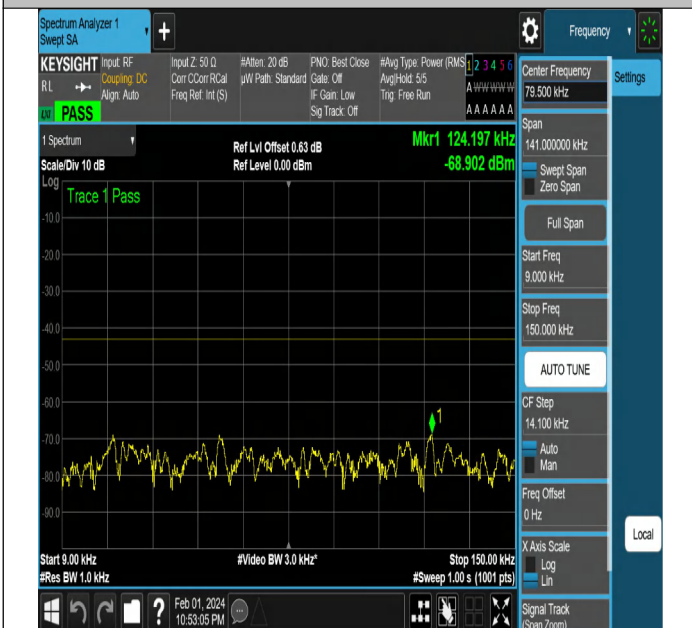 Spectrum Analyzer 1
Swept SA
+
Frequency
KEYSIGHT
RL
LXI
PASS
Input: RF
Coupling: DC
Align: Auto
Input Z: 50 Ω
Corr CCorr RCal
Freq Ref: Int (S)
#Atten: 20 dB
µW Path: Standard
PNO: Best Close
Gate: Off
IF Gain: Low
Sig Track: Off
#Avg Type: Power (RMS
Avg|Hold: 5/5
Trig: Free Run
1 2 3 4 5 6
A W W W W W
A A A A A A
1 Spectrum
Scale/Div 10 dB
Ref Lvl Offset 0.63 dB
Ref Level 0.00 dBm
Mkr1 124.197 kHz
-68.902 dBm
Log
Trace 1 Pass
-10.0
-20.0
-30.0
-40.0
-50.0
-60.0
-70.0
-80.0
-90.0
1
Start 9.00 kHz
#Res BW 1.0 kHz
#Video BW 3.0 kHz*
Stop 150.00 kHz
#Sweep 1.00 s (1001 pts)
?
Feb 01, 2024
10:53:05 PM
Center Frequency
79.500 kHz
Span
141.000000 kHz
Swept Span
Zero Span
Full Span
Start Freq
9.000 kHz
Stop Freq
150.000 kHz
AUTO TUNE
CF Step
14.100 kHz
Auto
Man
Freq Offset
0 Hz
X Axis Scale
Log
Lin
Signal Track
(Span Zoom)
Settings
Local